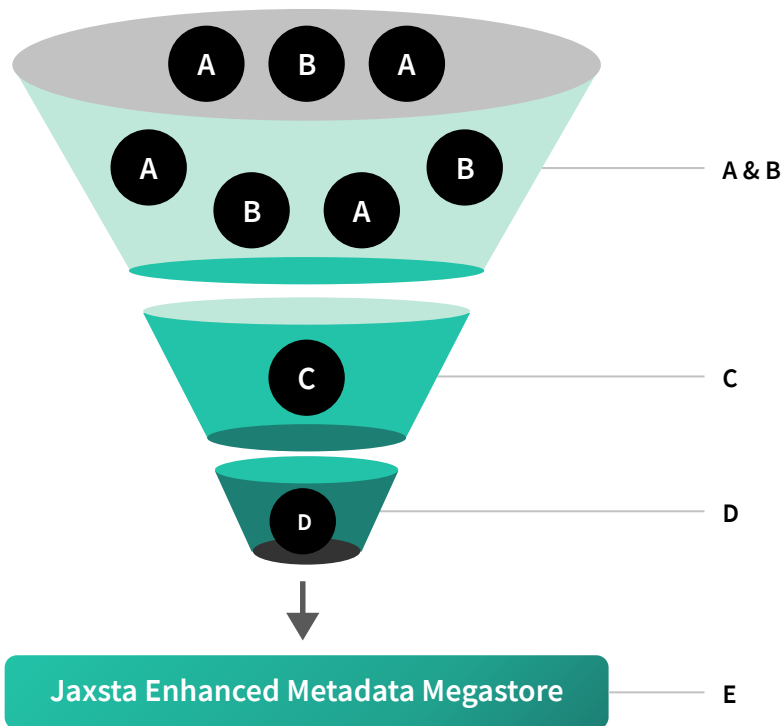 A B A
A B
B A
A & B
C
C
D
D
Jaxsta Enhanced Metadata Megastore
E